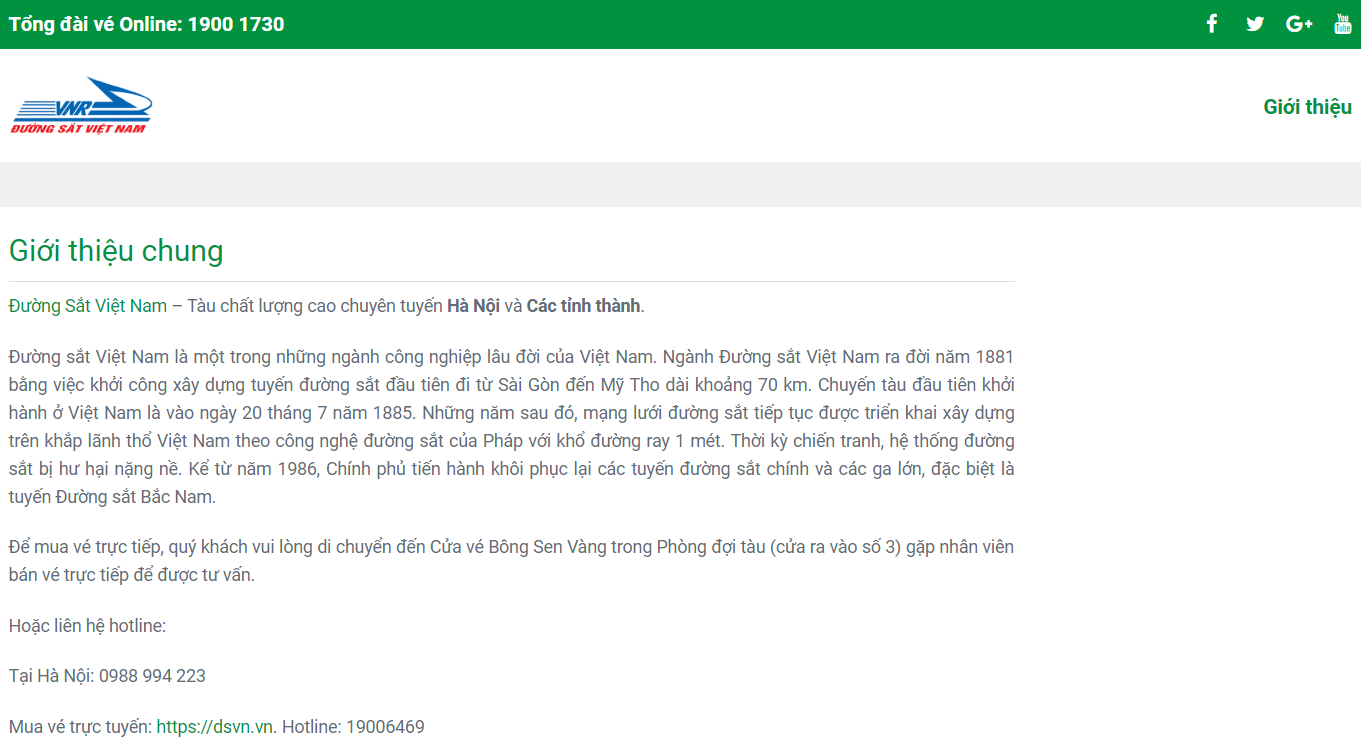 Tổng đài vé Online: 1900 1730
You
Tube
VNR
ĐƯỜNG SẮT VIỆT NAM
Giới thiệu
Giới thiệu chung
Đường Sắt Việt Nam – Tàu chất lượng cao chuyên tuyến Hà Nội và Các tỉnh thành.
Đường sắt Việt Nam là một trong những ngành công nghiệp lâu đời của Việt Nam. Ngành Đường sắt Việt Nam ra đời năm 1881
bằng việc khởi công xây dựng tuyến đường sắt đầu tiên đi từ Sài Gòn đến Mỹ Tho dài khoảng 70 km. Chuyến tàu đầu tiên khởi
hành ở Việt Nam là vào ngày 20 tháng 7 năm 1885. Những năm sau đó, mạng lưới đường sắt tiếp tục được triển khai xây dựng
trên khắp lãnh thổ Việt Nam theo công nghệ đường sắt của Pháp với khổ đường ray 1 mét. Thời kỳ chiến tranh, hệ thống đường
sắt bị hư hại nặng nề. Kể từ năm 1986, Chính phủ tiến hành khôi phục lại các tuyến đường sắt chính và các ga lớn, đặc biệt là
tuyến Đường sắt Bắc Nam.
Để mua vé trực tiếp, quý khách vui lòng di chuyển đến Cửa vé Bông Sen Vàng trong Phòng đợi tàu (cửa ra vào số 3) gặp nhân viên
bán vé trực tiếp để được tư vấn.
Hoặc liên hệ hotline:
Tại Hà Nội: 0988 994 223
Mua vé trực tuyến: https://dsvn.vn. Hotline: 19006469